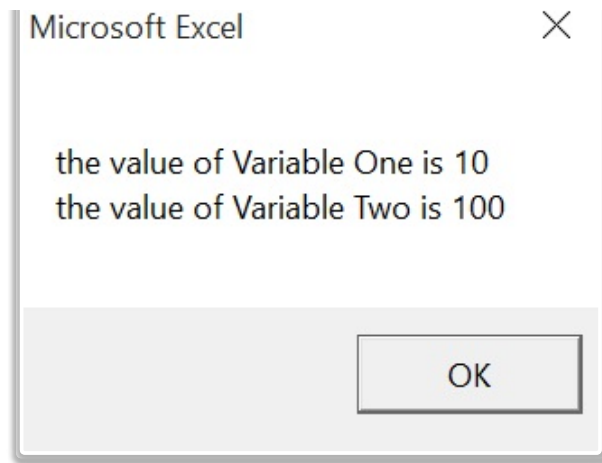 Microsoft Excel
the value of Variable One is 10
the value of Variable Two is 100
OK